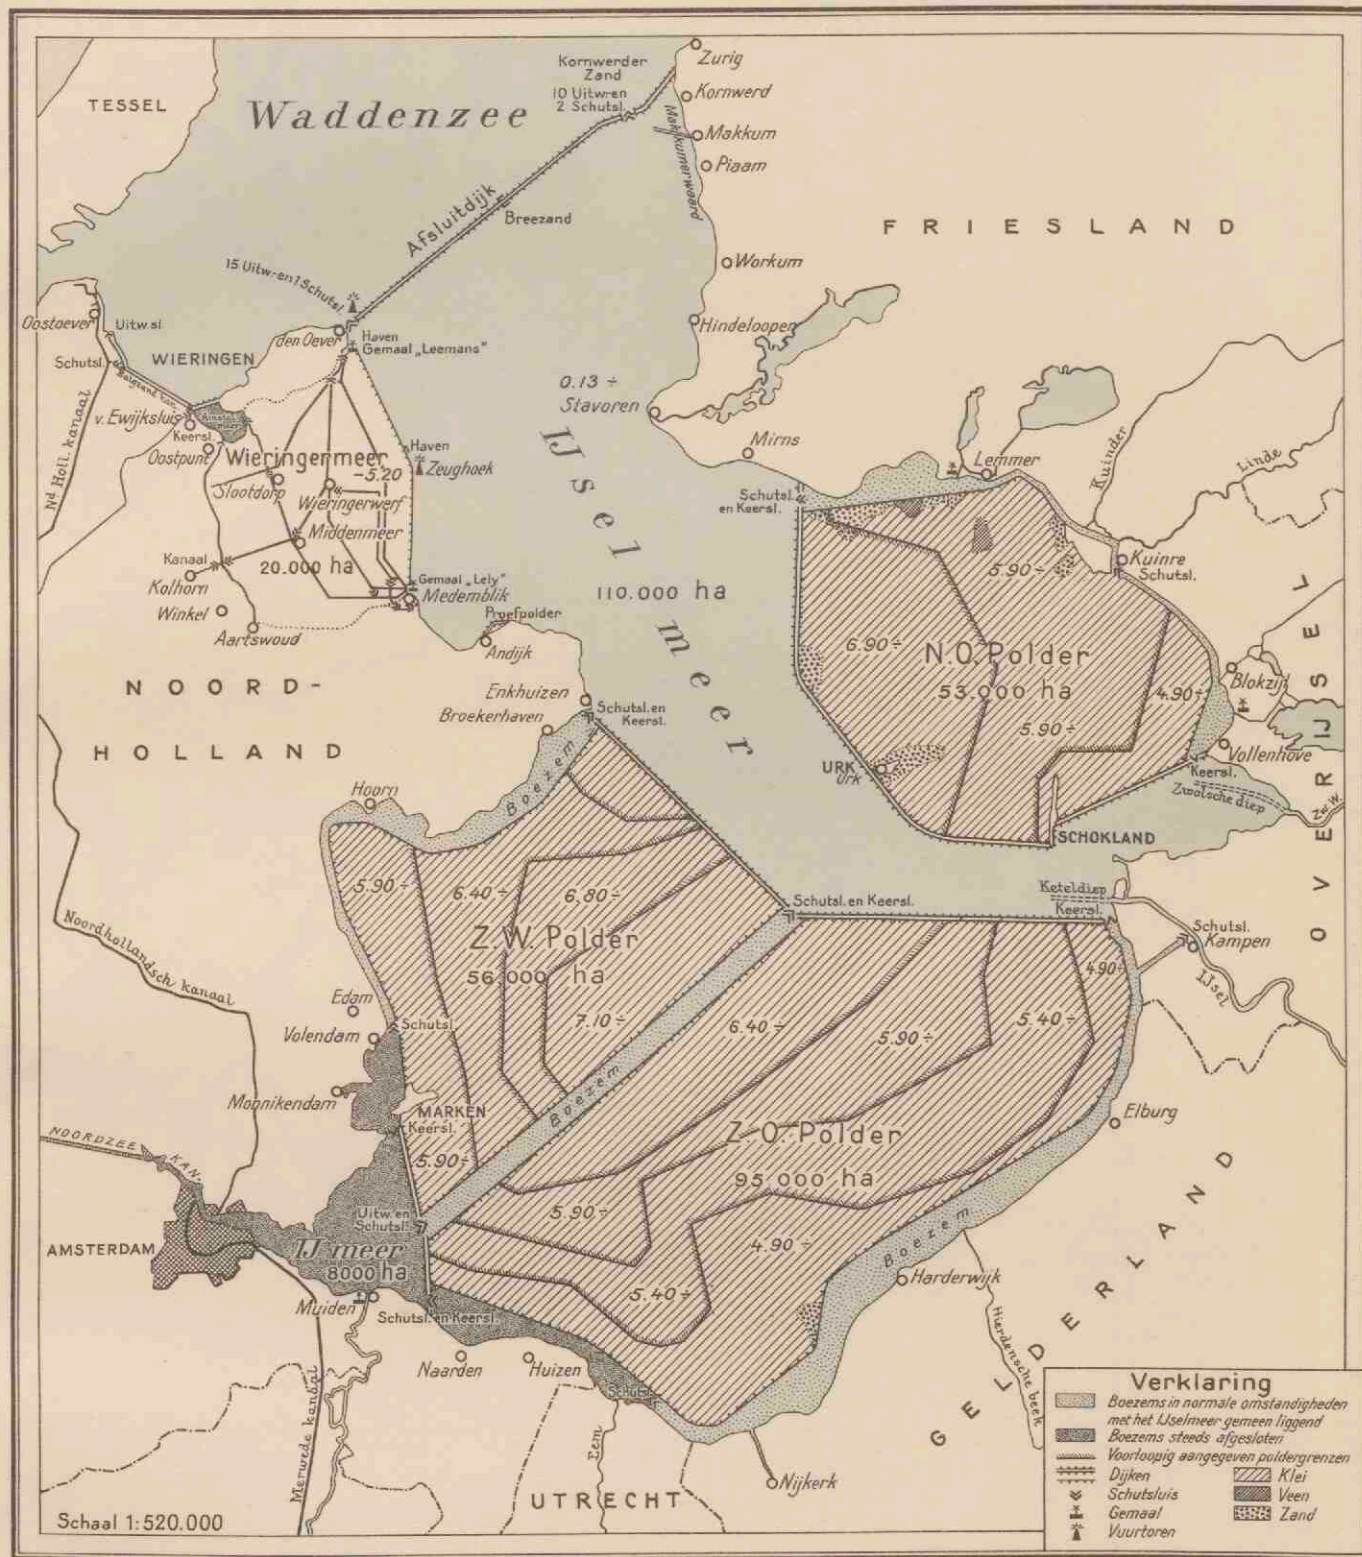 TESSEL
Waddenzee
Kornwerder
Zand
10 Uitw-en
2 Schutsl.
Zurig
Kornwerd
Makkum
Makkumerwaard
Piaam
Afsluitdijk
Breezand
FRIESLAND
Workum
15 Uitw-en 1 Schutsl.
Oostoever
Uitw.sl.
Schutsl.
WIERINGEN
den Oever
Haven
Gemaal „Leemans"
Hindeloopen
0.13 ÷
Stavoren
Mirns
Lemmer
Kuinder
Linde
Nd Holl. kanaal
v. Ewijksluis
Keersl.
Oostpunt
Wieringermeer
-5.20
Haven
Zeughoek
Slootdorp
Wieringerwerf
Middenmeer
Kanaal
Kolhorn
20.000 ha
Winkel
Aartswoud
Gemaal „Lely"
Medemblik
Proefpolder
Andijk
IJselmeer
110.000 ha
Schutsl.
en Keersl.
Kuinre
Schutsl.
5.90 ÷
6.90 ÷
N.O. Polder
53.000 ha
4.90 ÷
5.90 ÷
Blokzijl
Vollenhove
OVERIJSEL
URK
Urk
Keersl.
Zwolsche diep
Zw.W.
SCHOKLAND
NOORD-
HOLLAND
Enkhuizen
Broekerhaven
Schutsl. en
Keersl.
Hoorn
Boezem
5.90 ÷
6.40 ÷
6.80 ÷
Z.W. Polder
56.000 ha
7.10 ÷
Schutsl. en Keersl.
Keteldiep
Keersl.
Schutsl.
Kampen
IJsel
4.90 ÷
Noordhollandsch kanaal
Edam
Volendam
Schutsl.
6.40 ÷
5.90 ÷
5.40 ÷
Monnikendam
MARKEN
Keersl.
5.90 ÷
Boezem
Z.O. Polder
95.000 ha
Elburg
NOORDZEE
KAN.
AMSTERDAM
Uitw. en
Schutsl.
IJ meer
8000 ha
5.90 ÷
4.90 ÷
5.40 ÷
Boezem
Harderwijk
Hierdensche beek
GELDERLAND
Muiden
Schutsl. en Keersl.
Naarden
Huizen
Schutsl.
Merwede kanaal
Eem
UTRECHT
Nijkerk
Schaal 1:520.000
Verklaring
Boezems in normale omstandigheden
met het IJselmeer gemeen liggend
Boezems steeds afgesloten
Voorloopig aangegeven poldergrenzen
Dijken
Klei
Schutsluis
Veen
Gemaal
Zand
Vuurtoren